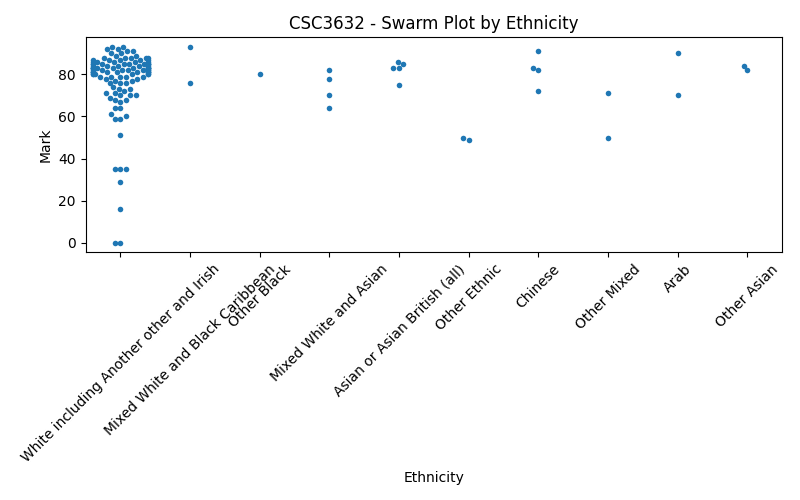 CSC3632 - Swarm Plot by Ethnicity
Mark
80
60
40
20
0
White including Another other and Irish
Mixed White and Black Caribbean
Other Black
Mixed White and Asian
Asian or Asian British (all)
Other Ethnic
Chinese
Other Mixed
Arab
Other Asian
Ethnicity